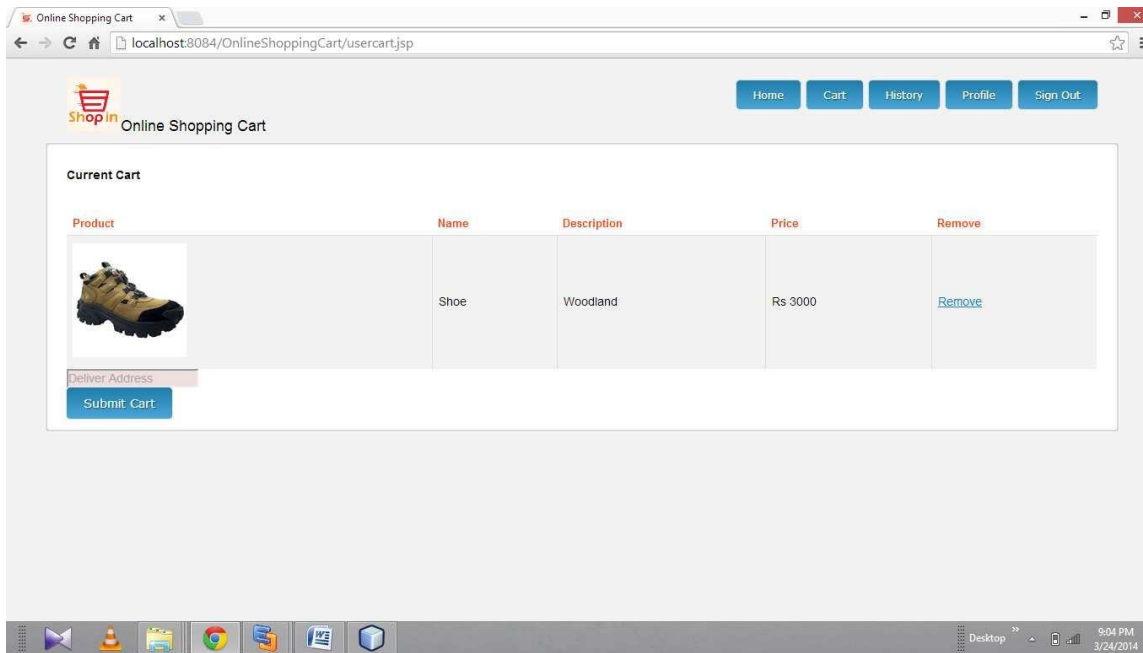 Online Shopping Cart
localhost:8084/OnlineShoppingCart/usercart.jsp
Shop in
Online Shopping Cart
Home Cart History Profile Sign Out
Current Cart
Product Name Description Price Remove
Shoe Woodland Rs 3000 Remove
Deliver Address
Submit Cart
Desktop
9:04 PM
3/24/2014